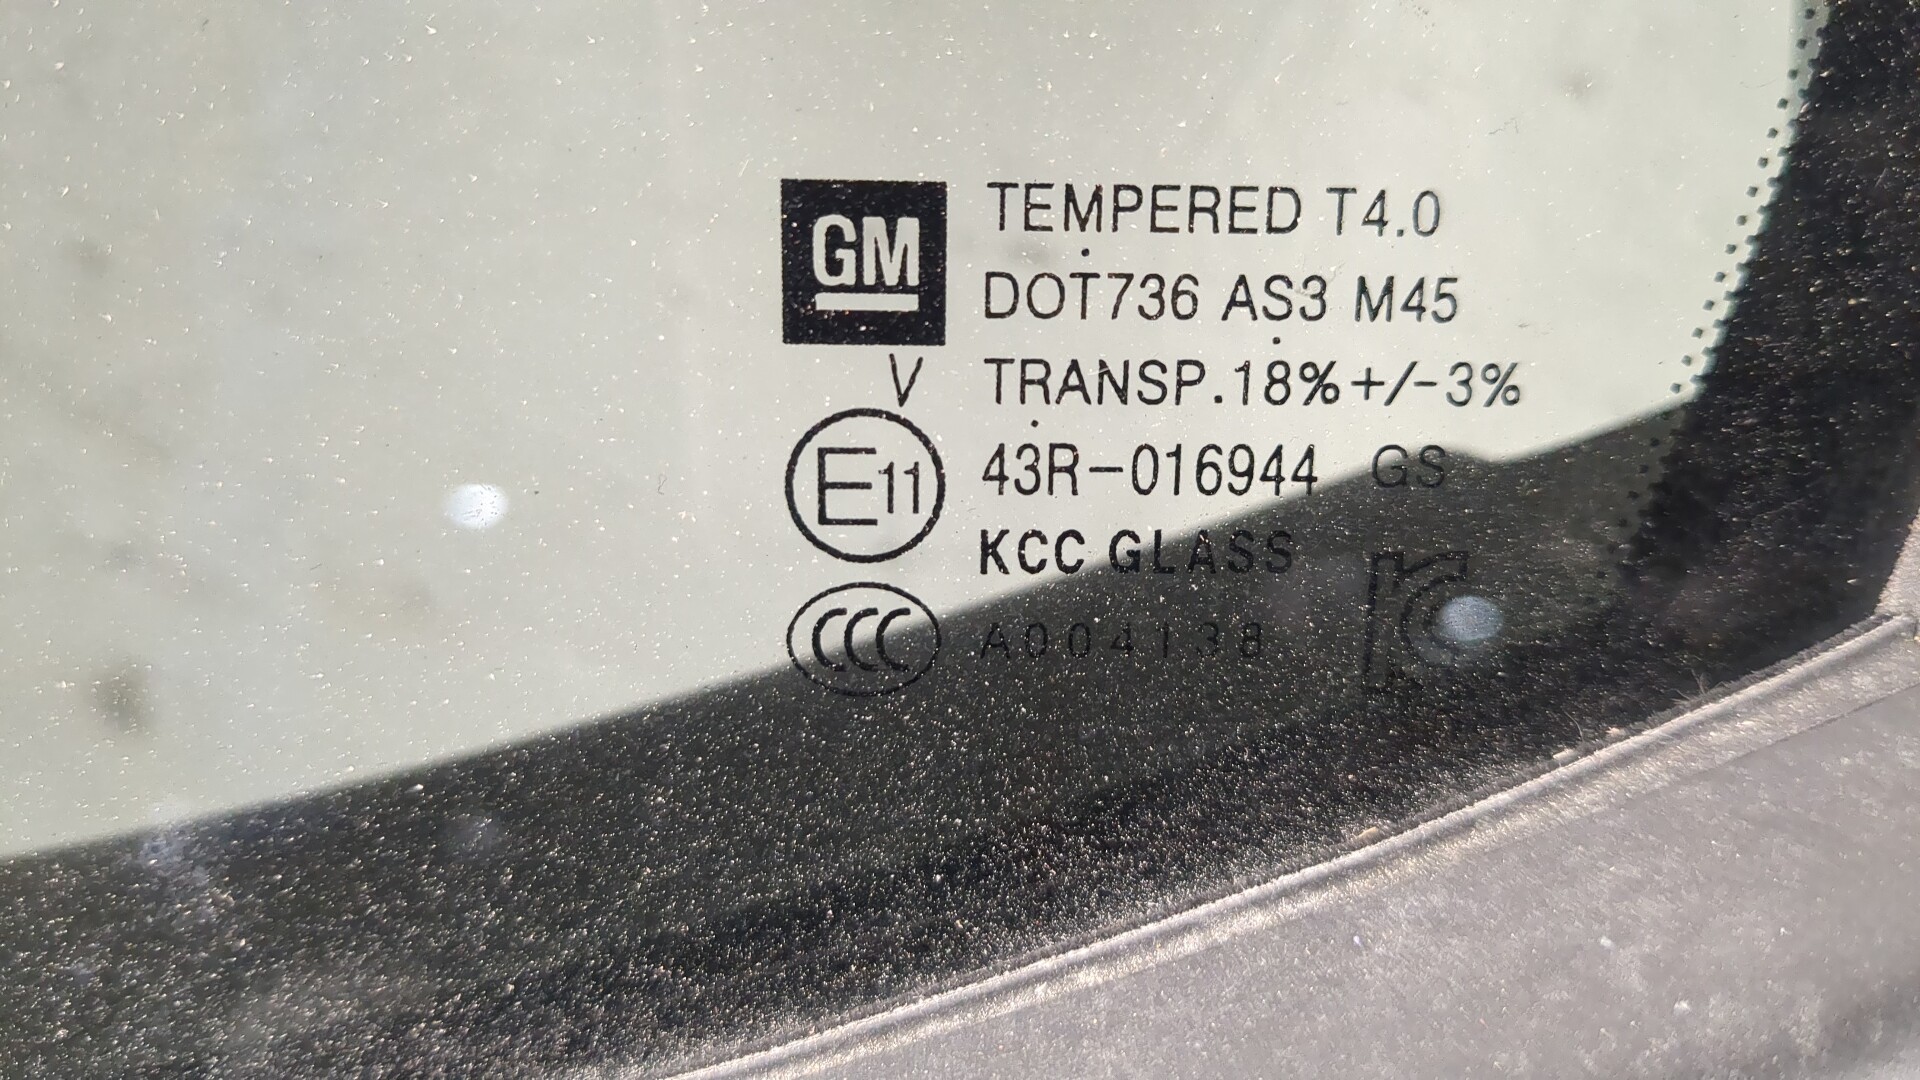 GM
TEMPERED T4.0
DOT736 AS3 M45
V TRANSP.18%+/-3%
E11 43R-016944 GS
KCC GLASS
CCC A004138